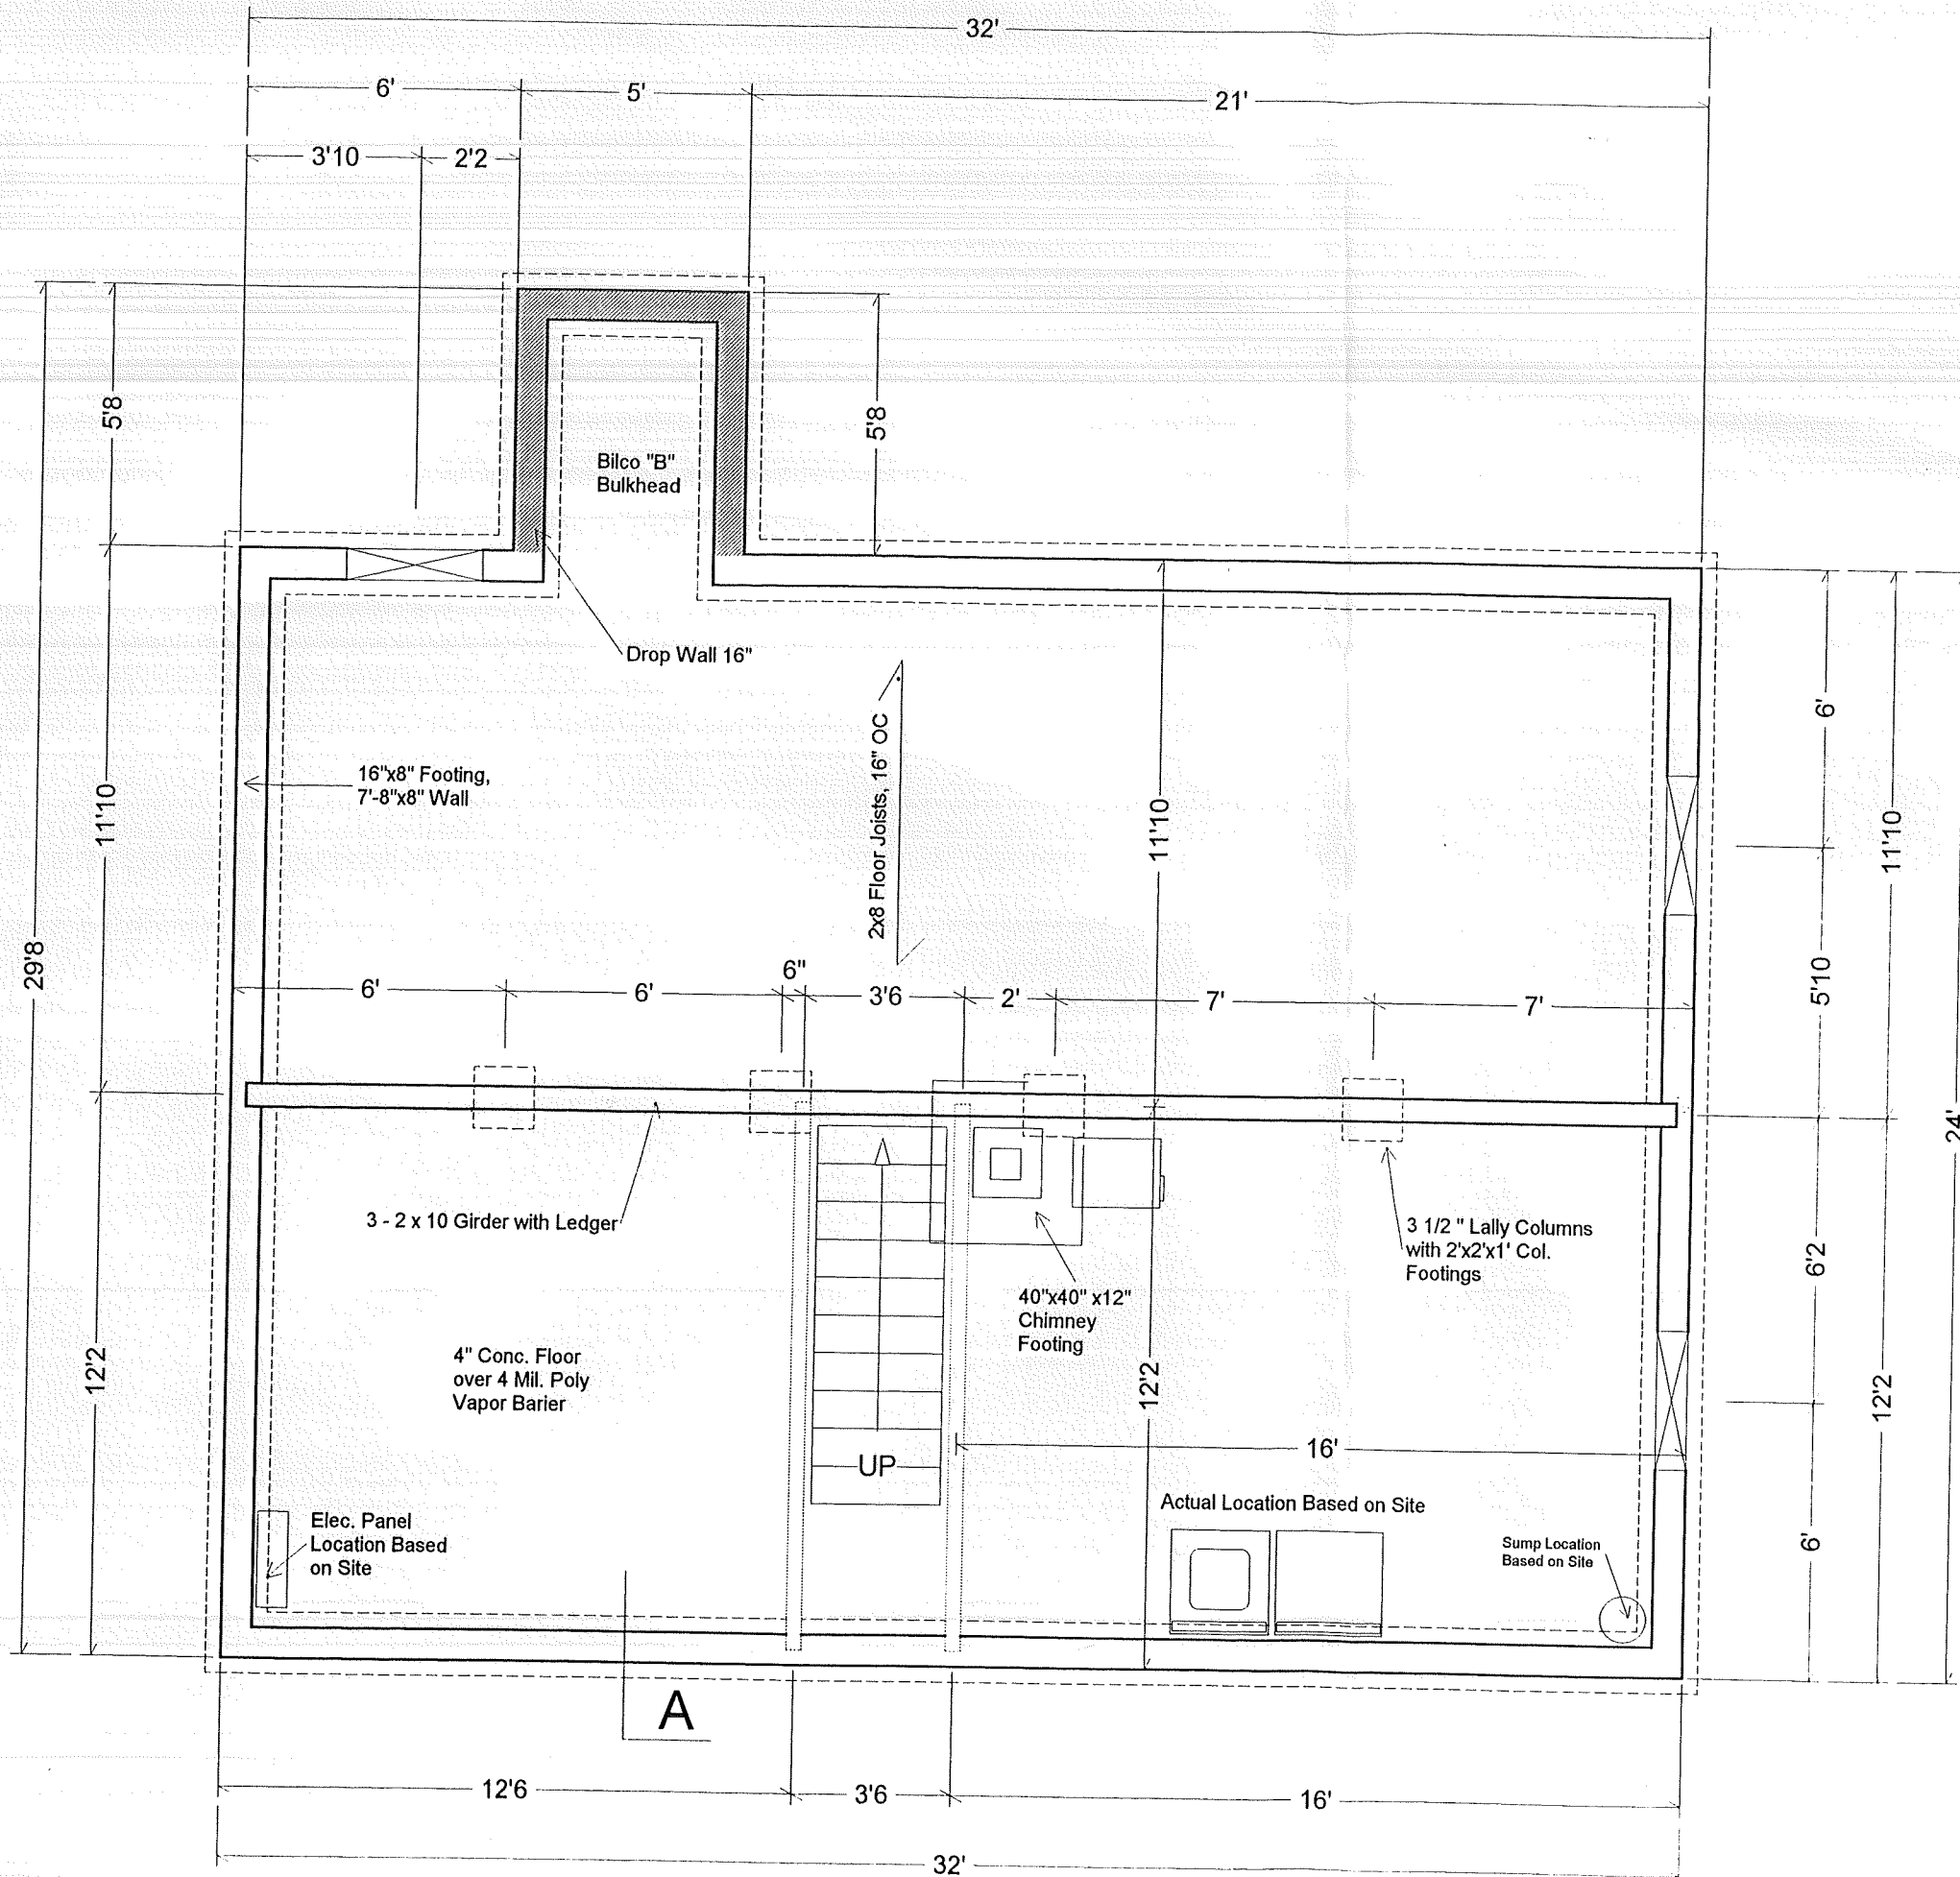 32'
6'
5'
21'
3'10
2'2
5'8
5'8
Bilco "B"
Bulkhead
Drop Wall 16"
16"x8" Footing,
7'-8"x8" Wall
2x8 Floor Joists, 16" OC
11'10
11'10
6'
11'10
29'8
6'
6'
6"
3'6
2'
7'
7'
5'10
24'
3 - 2 x 10 Girder with Ledger
3 1/2 " Lally Columns
with 2'x2'x1' Col.
Footings
6'2
40"x40" x12"
Chimney
Footing
4" Conc. Floor
over 4 Mil. Poly
Vapor Barier
12'2
12'2
12'2
16'
UP
Actual Location Based on Site
Elec. Panel
Location Based
on Site
Sump Location
Based on Site
6'
A
12'6
3'6
16'
32'